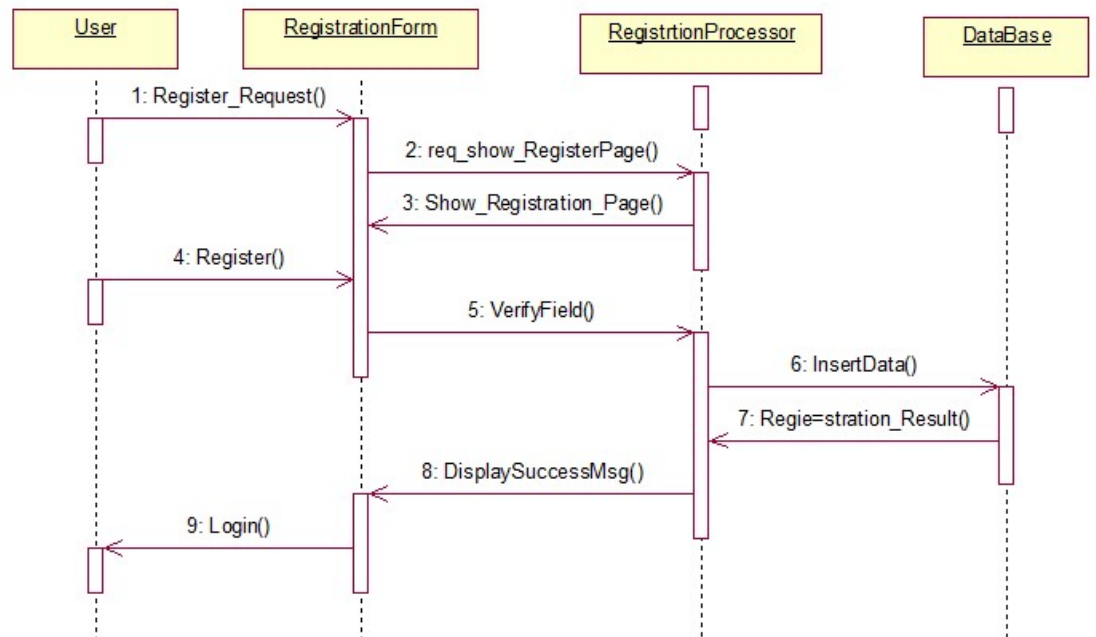 User
RegistrationForm
RegistrtionProcessor
DataBase
1: Register_Request()
2: req_show_RegisterPage()
3: Show_Registration_Page()
4: Register()
5: VerifyField()
6: InsertData()
7: Regie=stration_Result()
8: DisplaySuccessMsg()
9: Login()